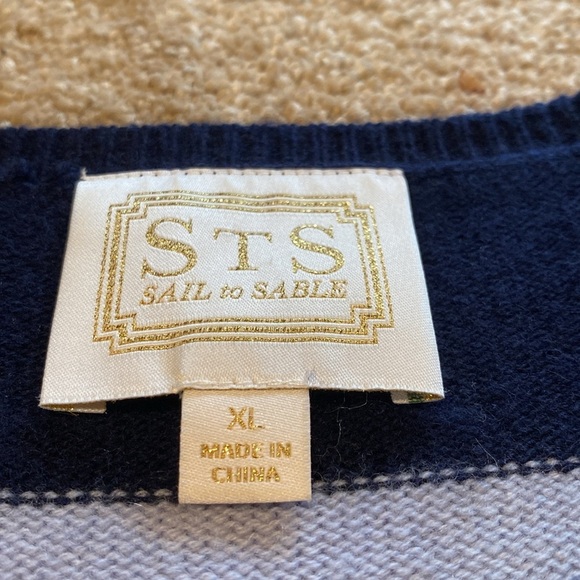 STS
SAIL to SABLE
XL
MADE IN
CHINA